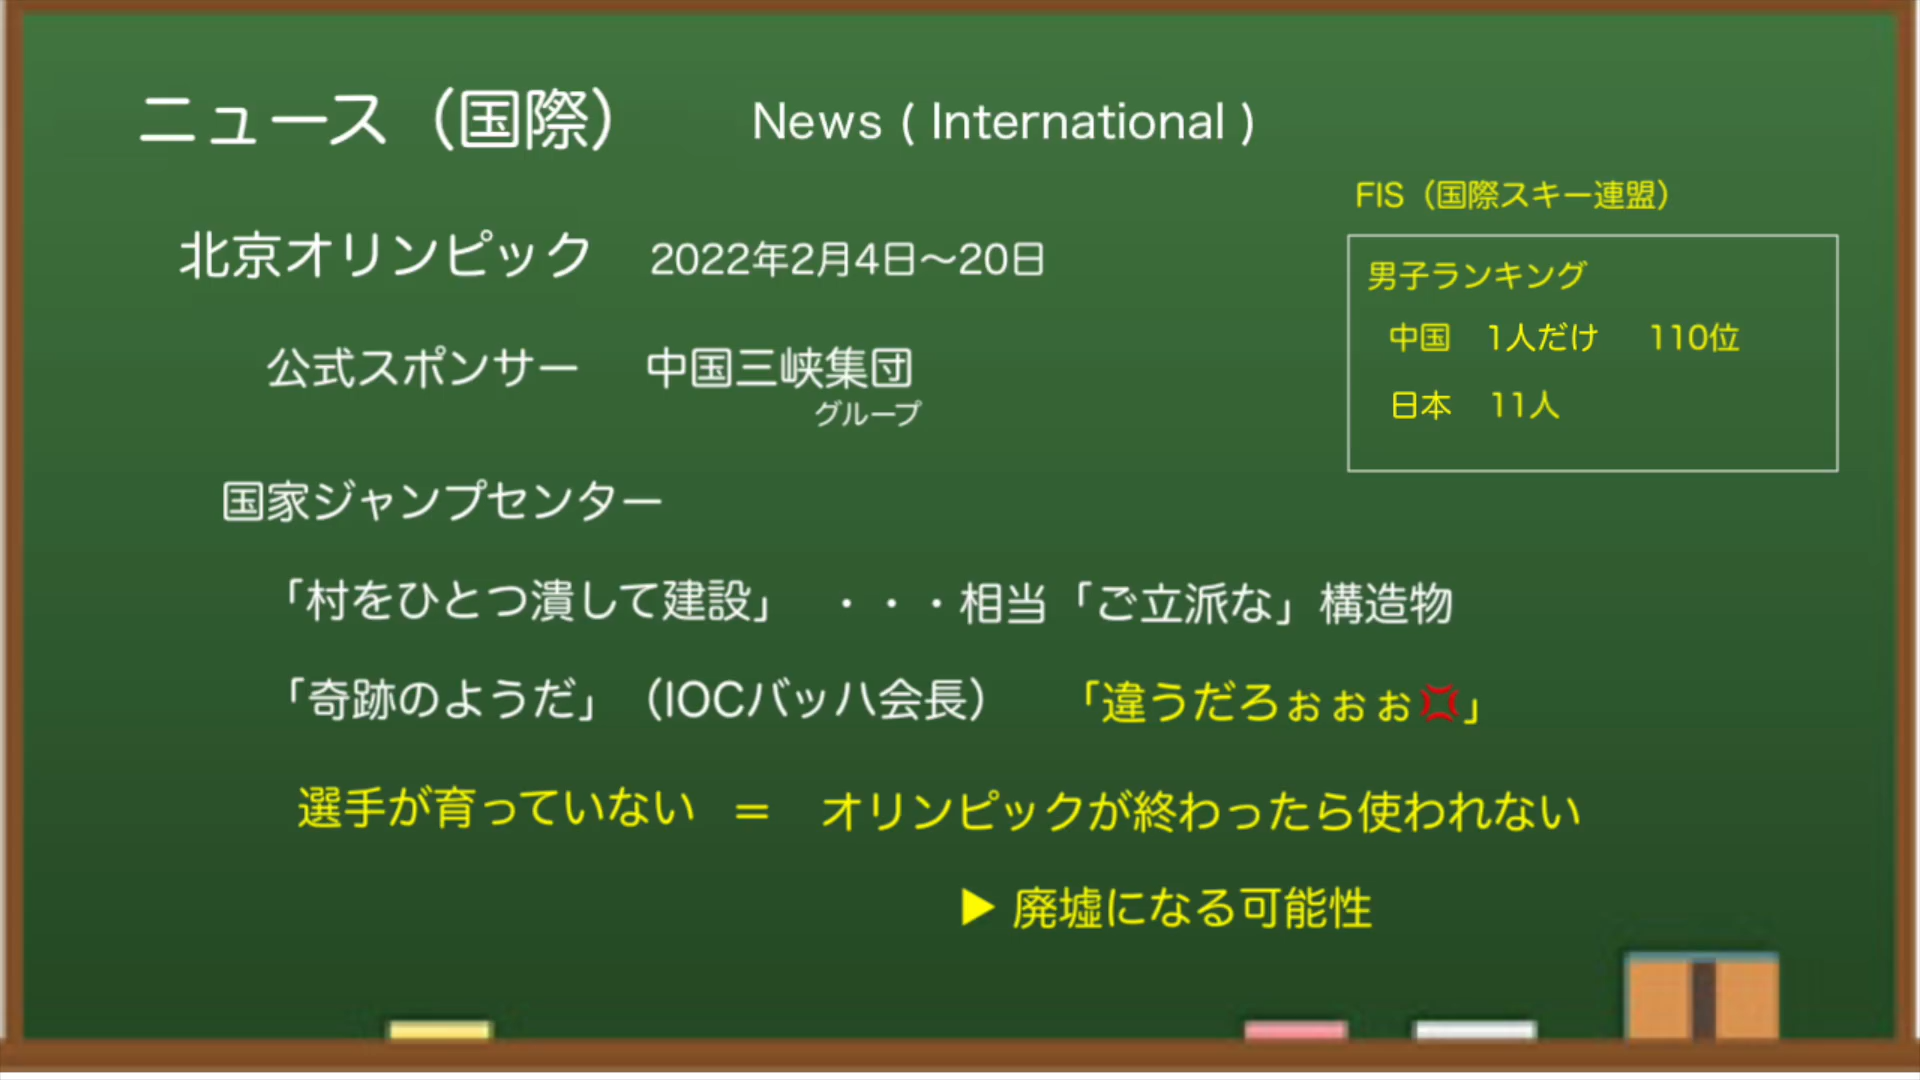 ニュース（国際） News ( International )
FIS（国際スキー連盟）
男子ランキング
中国 1人だけ 110位
日本 11人
北京オリンピック 2022年2月4日〜20日
公式スポンサー 中国三峡集団
グループ
国家ジャンプセンター
「村をひとつ潰して建設」 ・・・相当「ご立派な」構造物
「奇跡のようだ」（IOCバッハ会長） 「違うだろぉぉぉ💢」
選手が育っていない ＝ オリンピックが終わったら使われない
▶ 廃墟になる可能性